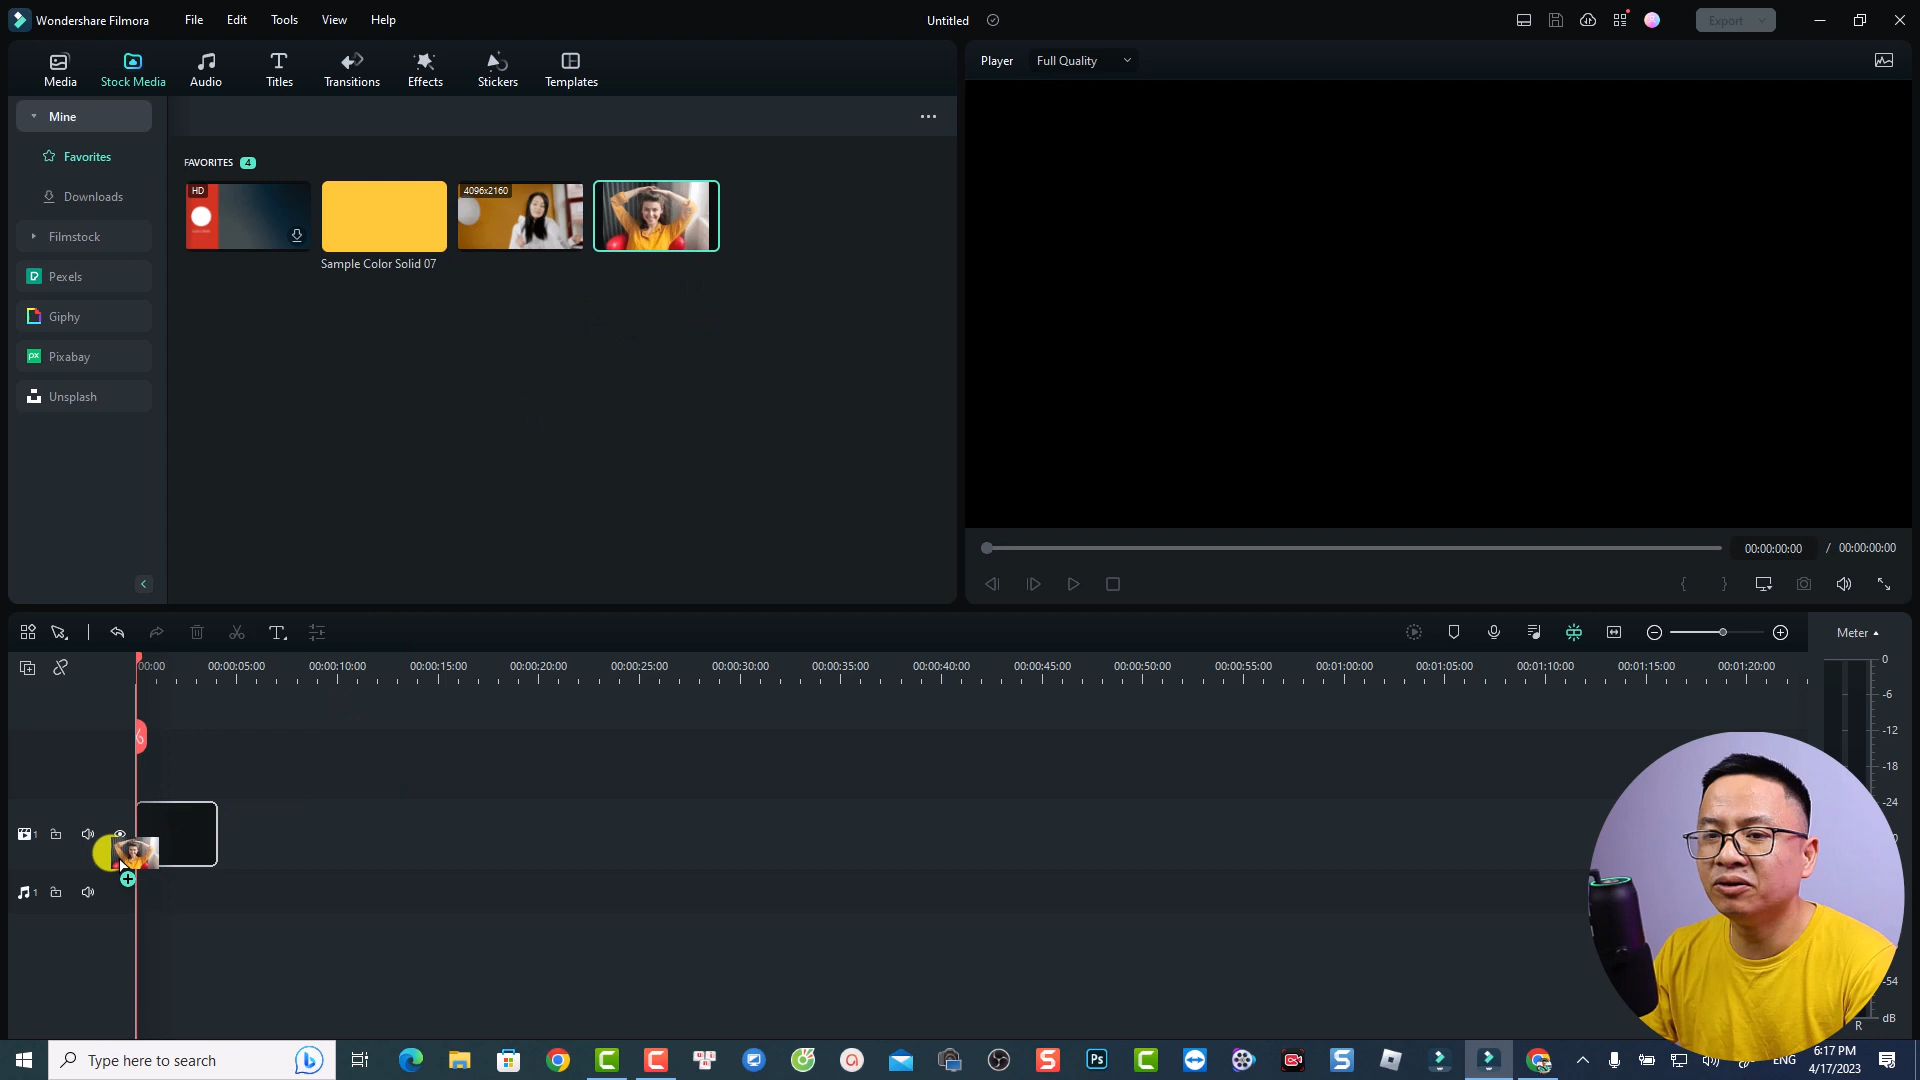 Wondershare Filmora
File
Edit
Tools
View
Help
Untitled
Export
Media
Stock Media
Audio
Titles
Transitions
Effects
Stickers
Templates
Player
Full Quality
Mine
Favorites
Downloads
Filmstock
Pexels
Giphy
Pixabay
Unsplash
FAVORITES 4
HD
4096x2160
Sample Color Solid 07
00:00:00:00 / 00:00:00:00
Meter
00:00
00:00:05:00
00:00:10:00
00:00:15:00
00:00:20:00
00:00:25:00
00:00:30:00
00:00:35:00
00:00:40:00
00:00:45:00
00:00:50:00
00:00:55:00
00:01:00:00
00:01:05:00
00:01:10:00
00:01:15:00
00:01:20:00
0
-6
-12
-18
-24
-54
dB
R
1
1
Type here to search
Ps
ENG
6:17 PM
4/17/2023